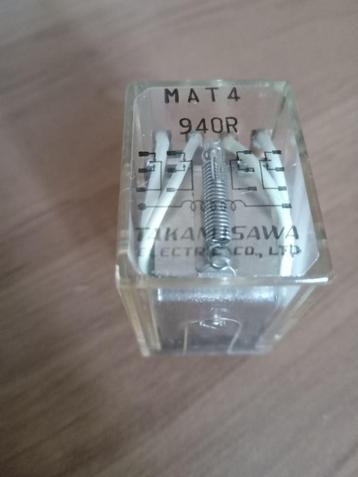 MAT4
940R
TAKAMISAWA
ELECTRIC CO., LTD